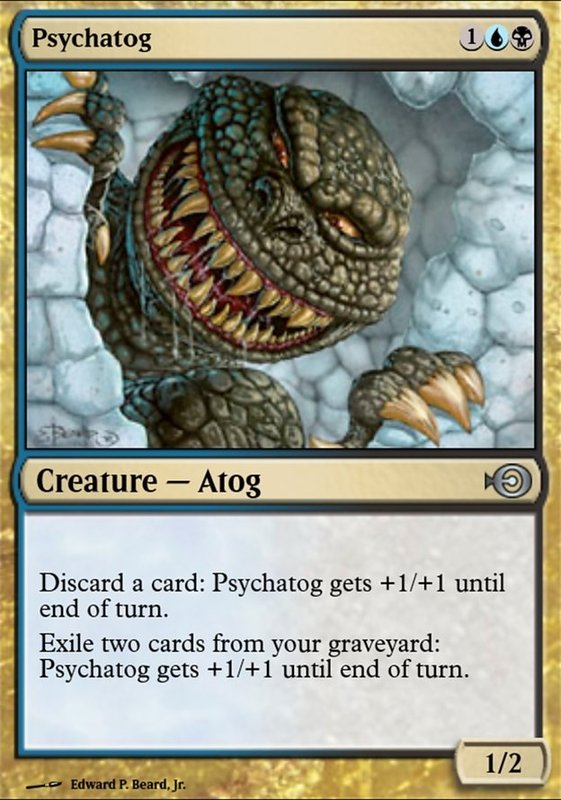 Psychatog 1
Creature — Atog
Discard a card: Psychatog gets +1/+1 until
end of turn.
Exile two cards from your graveyard:
Psychatog gets +1/+1 until end of turn.
1/2
Edward P. Beard, Jr.